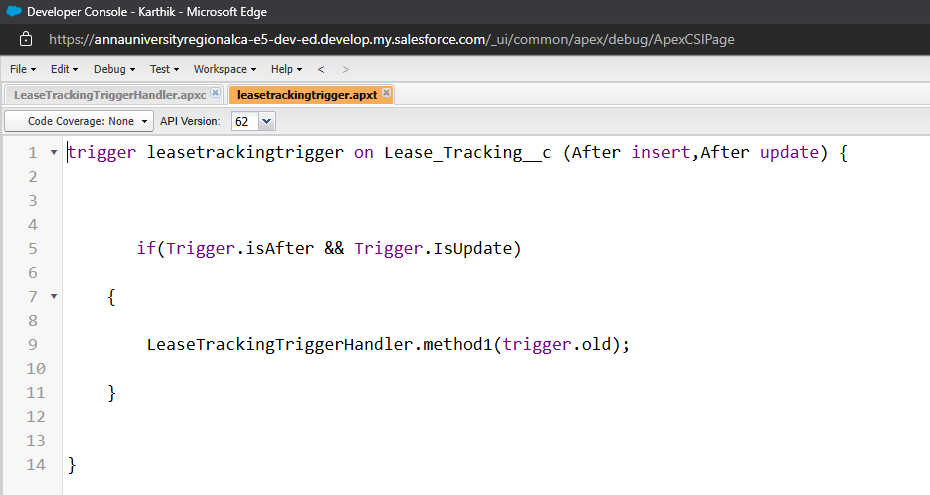 Developer Console - Karthik - Microsoft Edge
https://annauniversityregionalca-e5-dev-ed.develop.my.salesforce.com/_ui/common/apex/debug/ApexCSIPage
File Edit Debug Test Workspace Help < >
LeaseTrackingTriggerHandler.apxc leasetrackingtrigger.apxt
Code Coverage: None API Version: 62
1 trigger leasetrackingtrigger on Lease_Tracking__c (After insert,After update) {
2
3
4
5 if(Trigger.isAfter && Trigger.IsUpdate)
6
7 {
8
9 LeaseTrackingTriggerHandler.method1(trigger.old);
10
11 }
12
13
14 }